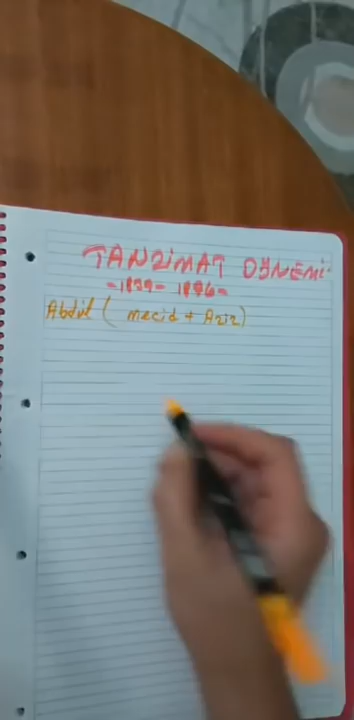 TANZİMAT DÖNEMİ
=1839- 1876=
Abdül ( mecid + Aziz)